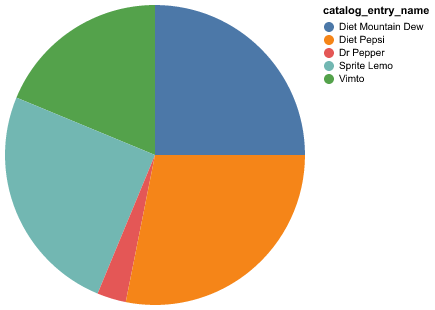 catalog_entry_name
Diet Mountain Dew
Diet Pepsi
Dr Pepper
Sprite Lemo
Vimto